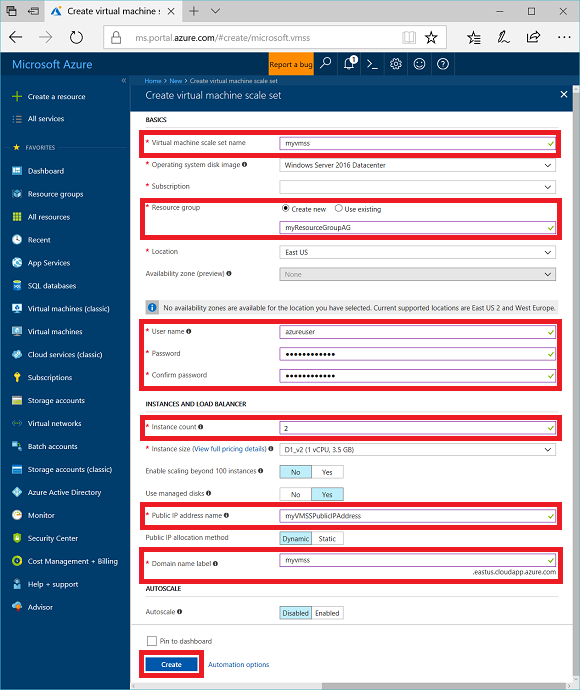 Create virtual machine s
ms.portal.azure.com/#create/microsoft.vmss
Microsoft Azure
Report a bug
1
Create a resource
All services
FAVORITES
Dashboard
Resource groups
All resources
Recent
App Services
SQL databases
Virtual machines (classic)
Virtual machines
Cloud services (classic)
Subscriptions
Storage accounts
Virtual networks
Batch accounts
Storage accounts (classic)
Azure Active Directory
Monitor
Security Center
Cost Management + Billing
Help + support
Advisor
Home > New > Create virtual machine scale set
Create virtual machine scale set
BASICS
* Virtual machine scale set name myvmss
* Operating system disk image Windows Server 2016 Datacenter
* Subscription
* Resource group Create new Use existing
myResourceGroupAG
* Location East US
Availability zone (preview) None
No availability zones are available for the location you have selected. Current supported locations are East US 2 and West Europe.
* User name azureuser
* Password ••••••••••••
* Confirm password ••••••••••••
INSTANCES AND LOAD BALANCER
* Instance count 2
* Instance size (View full pricing details) D1_v2 (1 vCPU, 3.5 GB)
Enable scaling beyond 100 instances No Yes
Use managed disks No Yes
* Public IP address name myVMSSPublicIPAddress
Public IP allocation method Dynamic Static
* Domain name label myvmss
.eastus.cloudapp.azure.com
AUTOSCALE
Autoscale Disabled Enabled
Pin to dashboard
Create Automation options